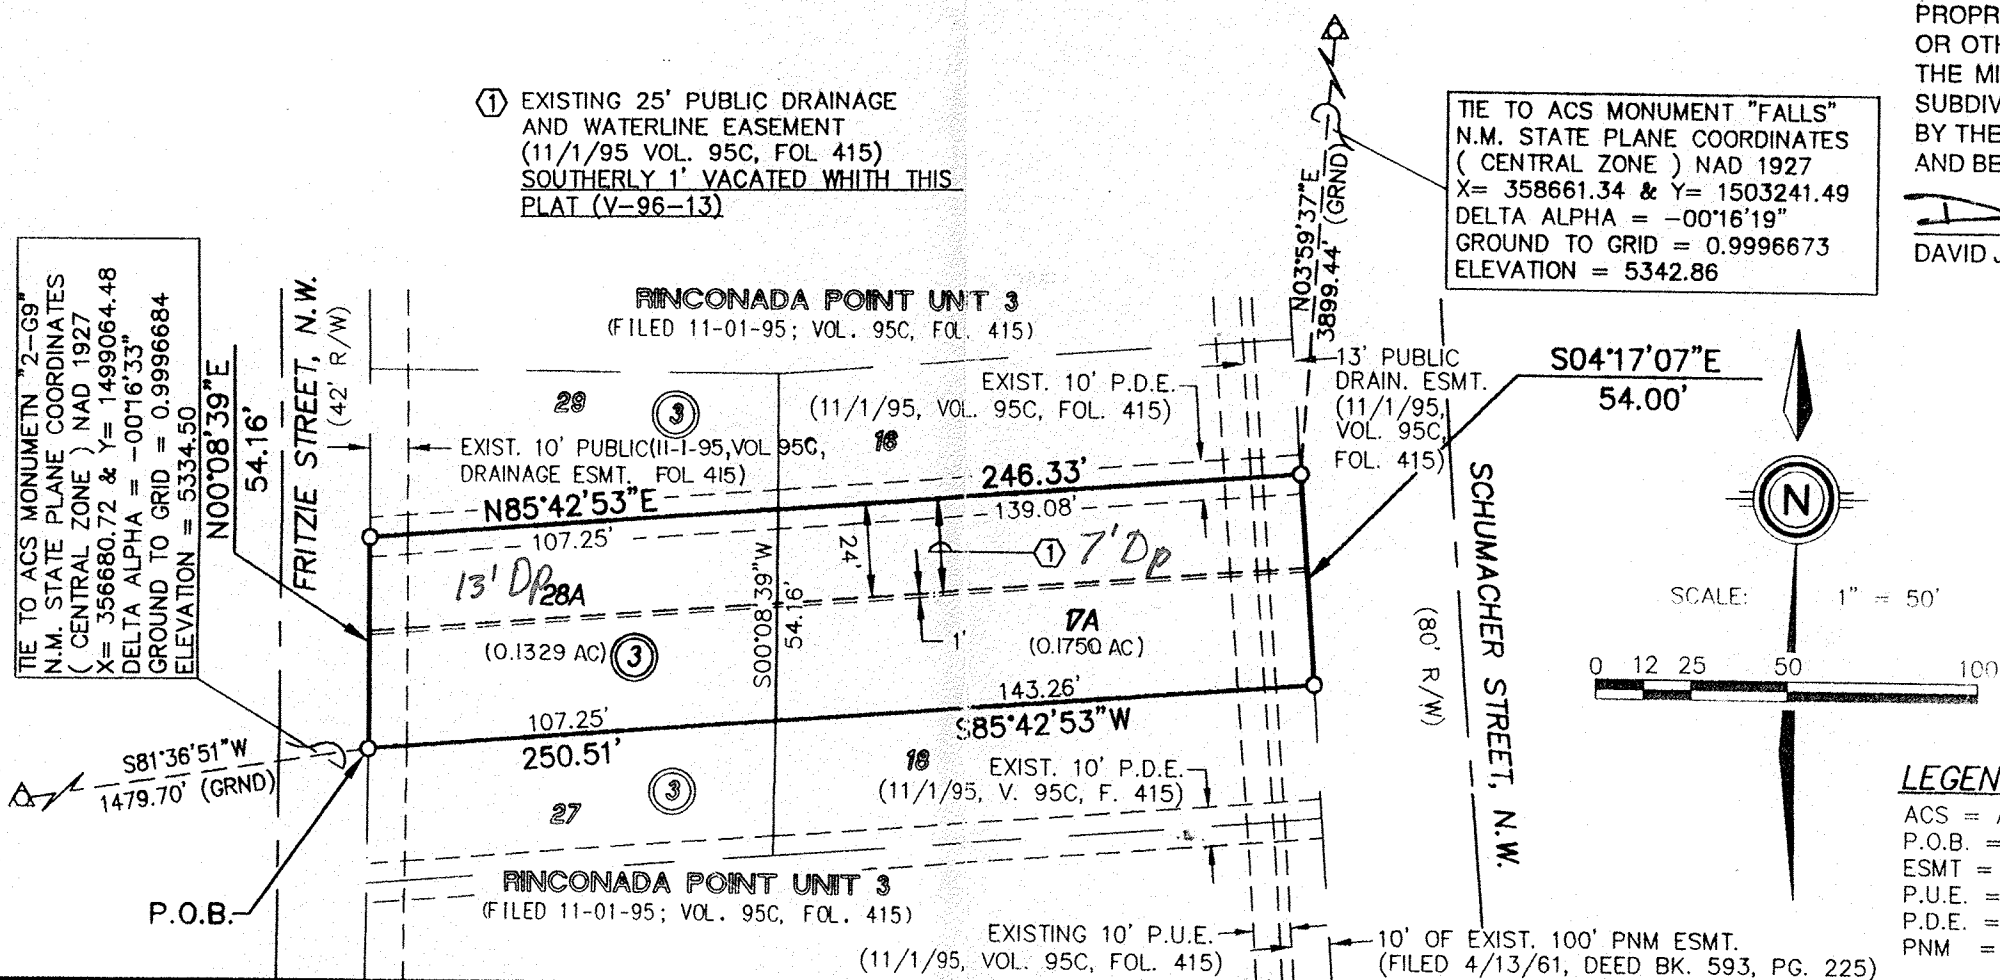 PROPR
OR OTH
THE MI
SUBDIV
BY THE
AND BE
DAVID J
① EXISTING 25' PUBLIC DRAINAGE
AND WATERLINE EASEMENT
(11/1/95 VOL. 95C, FOL 415)
SOUTHERLY 1' VACATED WHITH THIS
PLAT (V-96-13)
TIE TO ACS MONUMENT "FALLS"
N.M. STATE PLANE COORDINATES
( CENTRAL ZONE ) NAD 1927
X= 358661.34 & Y= 1503241.49
DELTA ALPHA = -00°16'19"
GROUND TO GRID = 0.9996673
ELEVATION = 5342.86
N03°59'37"E
3899.44' (GRND)
TIE TO ACS MONUMETN "2-G9"
N.M. STATE PLANE COORDINATES
( CENTRAL ZONE ) NAD 1927
X= 356680.72 & Y= 1499064.48
DELTA ALPHA = -00°16'33"
GROUND TO GRID = 0.9996684
ELEVATION = 5334.50
N00°08'39"E
54.16'
FRITZIE STREET, N.W.
(42' R/W)
RINCONADA POINT UNIT 3
(FILED 11-01-95; VOL. 95C, FOL. 415)
29
3
EXIST. 10' P.D.E.
(11/1/95, VOL. 95C, FOL. 415)
16
13' PUBLIC
DRAIN. ESMT.
(11/1/95,
VOL. 95C,
FOL. 415)
S04°17'07"E
54.00'
EXIST. 10' PUBLIC(11-1-95,VOL 95C,
DRAINAGE ESMT. FOL 415)
N85°42'53"E
246.33'
107.25'
139.08'
24'
① 7' Dp
13' Dp
28A
(0.1329 AC)
3
S00°08'39"W
54.16'
1'
17A
(0.1750 AC)
143.26'
S85°42'53"W
107.25'
250.51'
S81°36'51"W
1479.70' (GRND)
P.O.B.
27
3
18
EXIST. 10' P.D.E.
(11/1/95, V. 95C, F. 415)
RINCONADA POINT UNIT 3
(FILED 11-01-95; VOL. 95C, FOL. 415)
EXISTING 10' P.U.E.
(11/1/95, VOL. 95C, FOL. 415)
10' OF EXIST. 100' PNM ESMT.
(FILED 4/13/61, DEED BK. 593, PG. 225)
SCHUMACHER STREET, N.W.
(80' R/W)
N
SCALE: 1" = 50'
0 12 25 50 100
LEGEN
ACS = A
P.O.B. =
ESMT =
P.U.E. =
P.D.E. =
PNM =